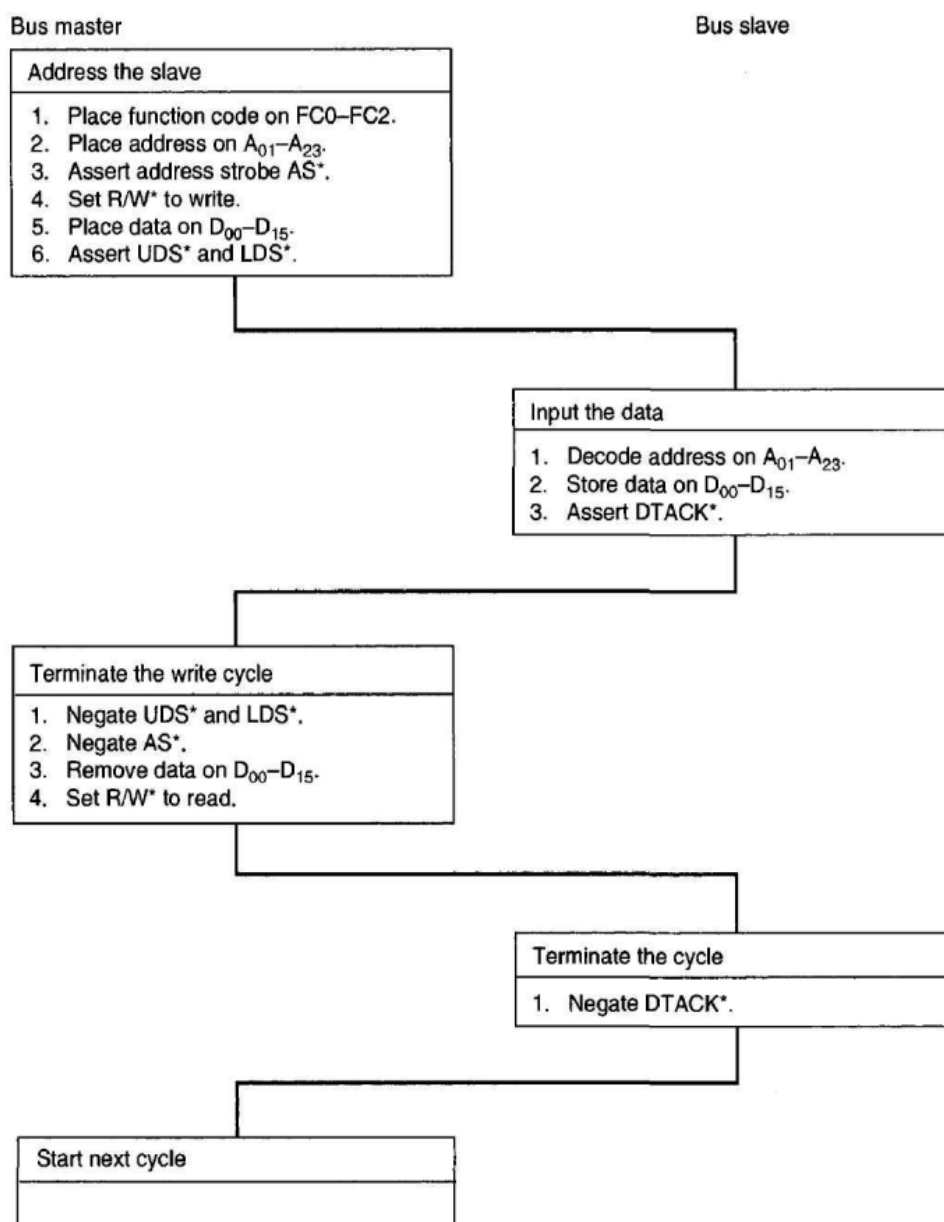 Bus master
Bus slave
Address the slave
1. Place function code on FC0–FC2.
2. Place address on A₀₁–A₂₃.
3. Assert address strobe AS*.
4. Set R/W* to write.
5. Place data on D₀₀–D₁₅.
6. Assert UDS* and LDS*.
Input the data
1. Decode address on A₀₁–A₂₃.
2. Store data on D₀₀–D₁₅.
3. Assert DTACK*.
Terminate the write cycle
1. Negate UDS* and LDS*.
2. Negate AS*.
3. Remove data on D₀₀–D₁₅.
4. Set R/W* to read.
Terminate the cycle
1. Negate DTACK*.
Start next cycle